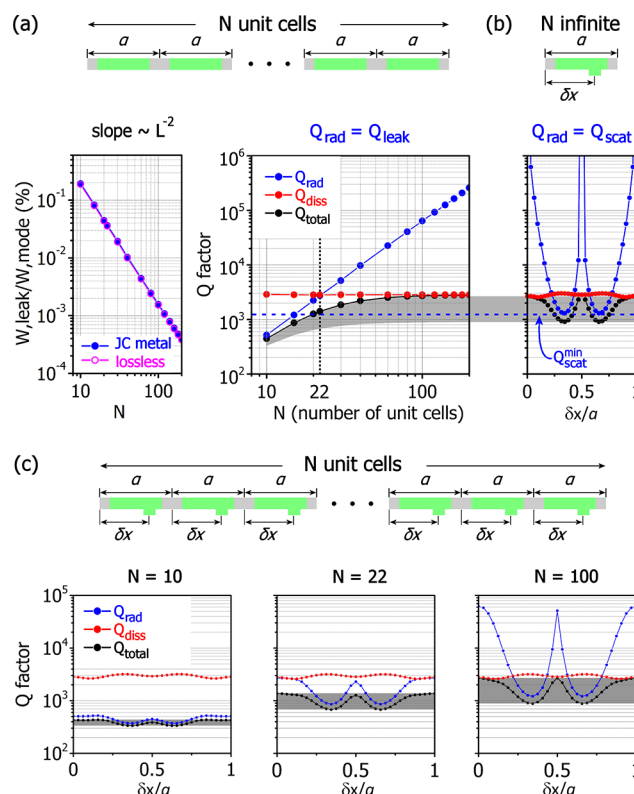 (a)
N unit cells
a a a a
(b)
N infinite
a
δx
slope ~ L⁻²
W,leak/W,mode (%)
10⁻¹
10⁻²
10⁻³
10⁻⁴
JC metal
lossless
10 100
N
Q_rad = Q_leak
Q factor
10⁶
10⁵
10⁴
10³
10²
Q_rad
Q_diss
Q_total
10 22 100
N (number of unit cells)
Q_rad = Q_scat
Q_scat^min
0 0.5 1
δx/a
(c)
N unit cells
a a a a a a
δx δx δx δx δx δx
N = 10
Q factor
10⁵
10⁴
10³
10²
Q_rad
Q_diss
Q_total
0 0.5 1
δx/a
N = 22
0 0.5 1
δx/a
N = 100
0 0.5 1
δx/a